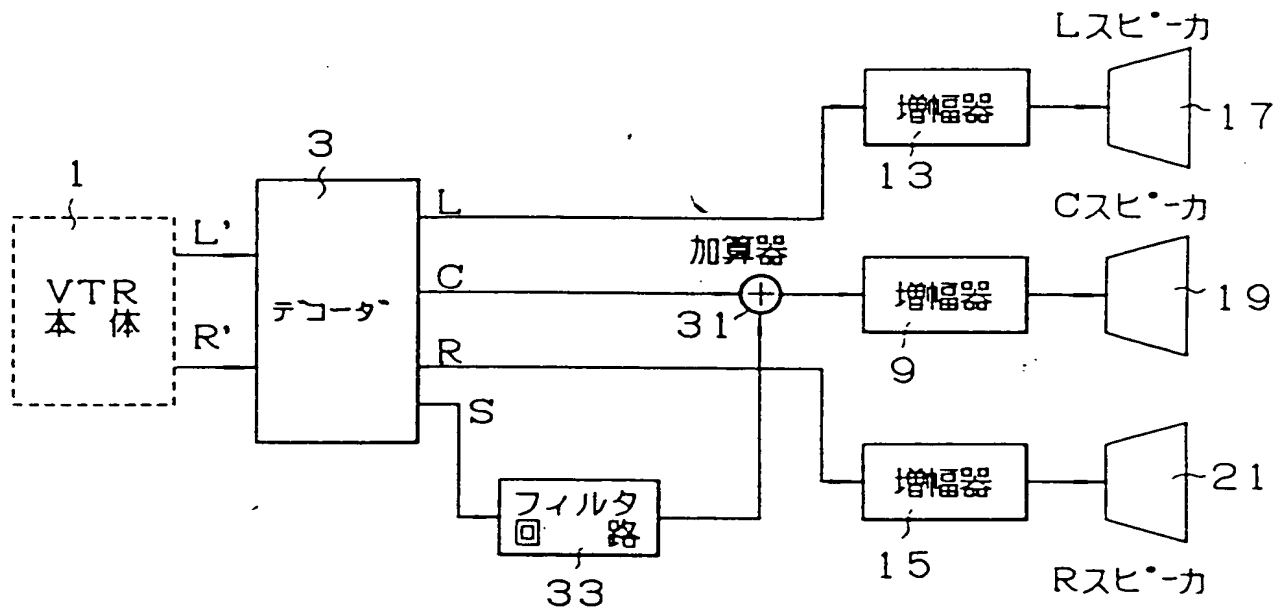 Lスピーカ
増幅器
13
17
3
1
L
L'
VTR
本体
R'
デコーダ
C
加算器
31
増幅器
9
Cスピーカ
19
R
S
フィルタ
回路
33
増幅器
15
21
Rスピーカ